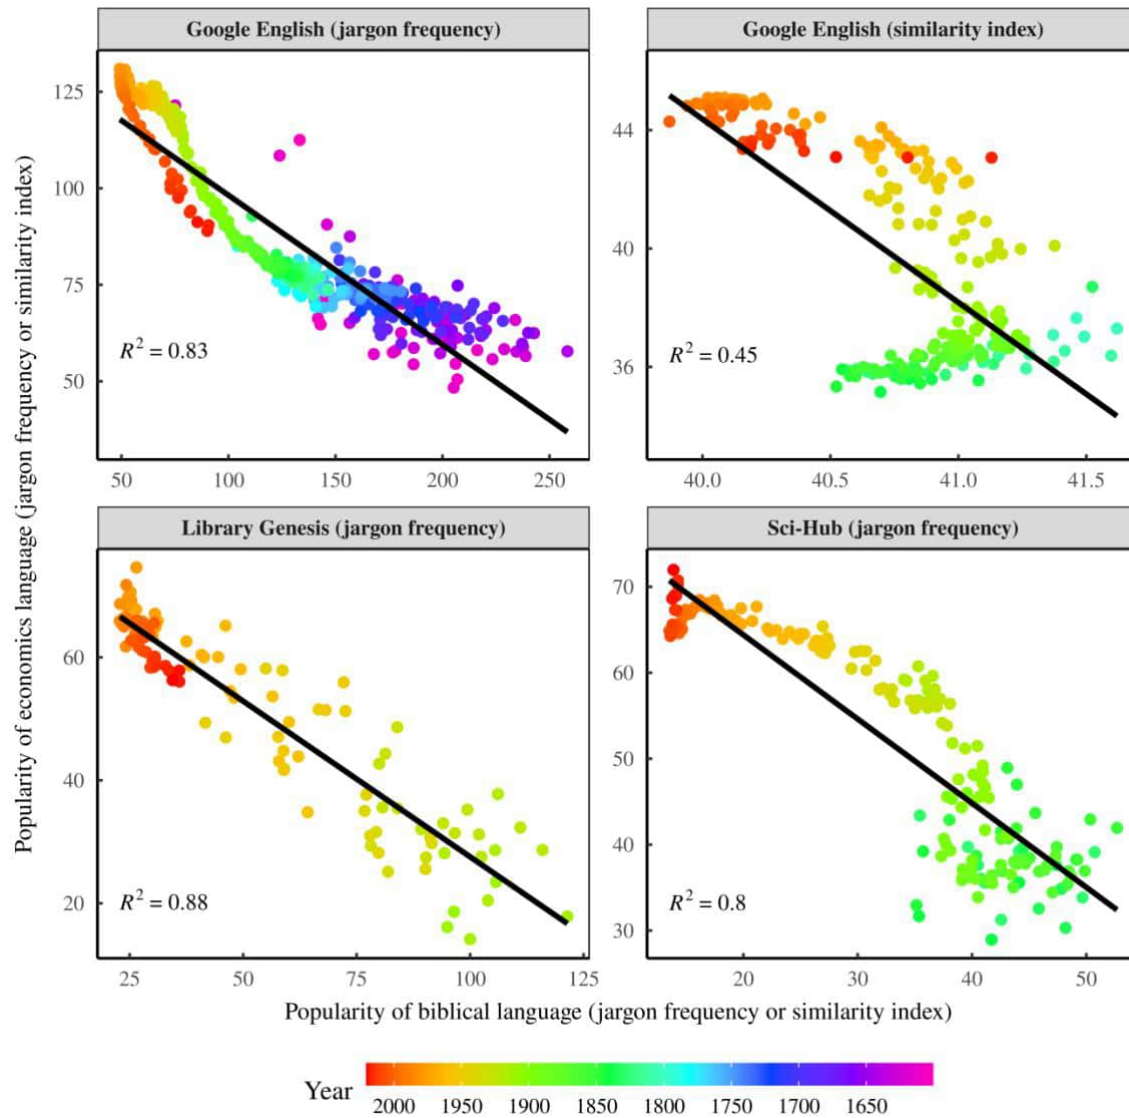 Google English (jargon frequency)
Google English (similarity index)
125
100
75
50
R² = 0.83
50 100 150 200 250
44
40
36
R² = 0.45
40.0 40.5 41.0 41.5
Popularity of economics language (jargon frequency or similarity index)
Library Genesis (jargon frequency)
Sci-Hub (jargon frequency)
60
40
20
R² = 0.88
25 50 75 100 125
70
60
50
40
30
R² = 0.8
20 30 40 50
Popularity of biblical language (jargon frequency or similarity index)
Year
2000 1950 1900 1850 1800 1750 1700 1650